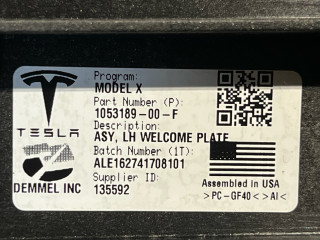 Program:
MODEL X
Part Number (P):
1053189-00-F
Description:
ASY, LH WELCOME PLATE
Batch Number (1T):
ALE162741708101
Supplier ID:
135592
TESLA
DEMMEL INC
Assembled in USA
>PC-GF40<>AI<